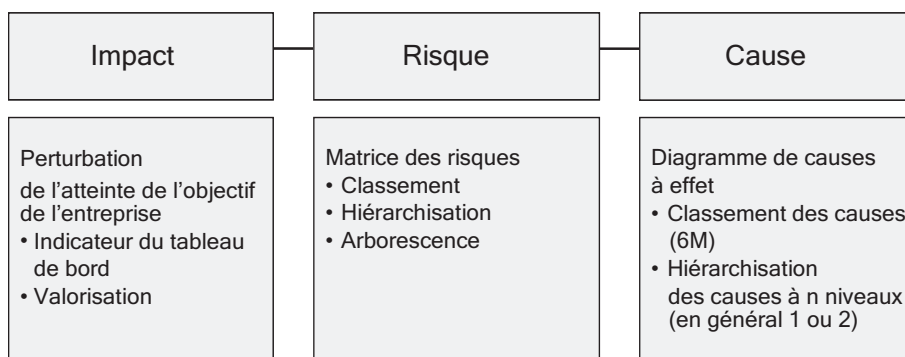 Impact
Risque
Cause
Perturbation
de l'atteinte de l'objectif
de l'entreprise
• Indicateur du tableau
de bord
• Valorisation
Matrice des risques
• Classement
• Hiérarchisation
• Arborescence
Diagramme de causes
à effet
• Classement des causes
(6M)
• Hiérarchisation
des causes à n niveaux
(en général 1 ou 2)